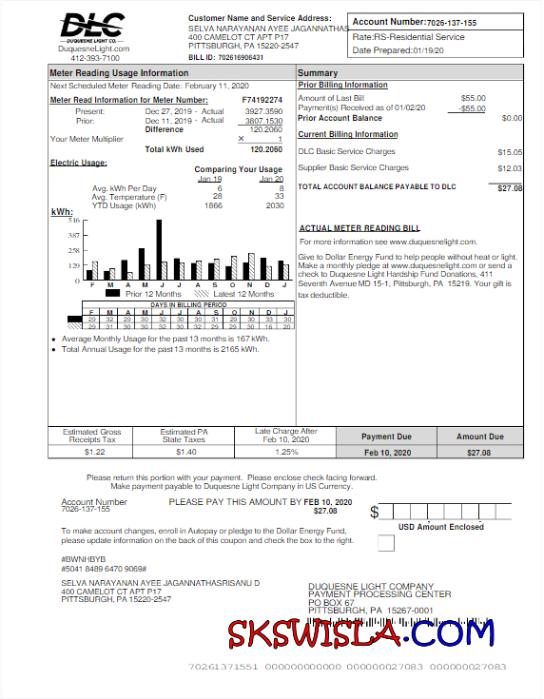 DLC
DUQUESNE LIGHT CO.
DuquesneLight.com
412-393-7100
Customer Name and Service Address:
SELVA NARAYANAN AYEE JAGANNATHAS
400 CAMELOT CT APT P17
PITTSBURGH, PA 15220-2547
BILL ID: 702616906431
Account Number:7026-137-155
Rate:RS-Residential Service
Date Prepared:01/19/20
Meter Reading Usage Information
Next Scheduled Meter Reading Date: February 11, 2020
Meter Read Information for Meter Number: F74192274
Present: Dec 27, 2019 - Actual 3927.3590
Prior: Dec 11, 2019 - Actual 3807.1530
Difference 120.2060
Your Meter Multiplier X 1
Total kWh Used 120.2060
Electric Usage:
Comparing Your Usage
Jan 19 Jan 20
Avg. kWh Per Day 6 8
Avg. Temperature (F) 28 33
YTD Usage (kWh) 1866 2030
kWh:
516
387
258
129
0
F M A M J J A S O N D J
Prior 12 Months Latest 12 Months
DAYS IN BILLING PERIOD
F M A M J J A S O N D J
29 32 29 30 32 30 30 31 29 30 33 30
29 31 30 30 30 32 29 30 30 16 20
• Average Monthly Usage for the past 13 months is 167 kWh.
• Total Annual Usage for the past 13 months is 2165 kWh.
Summary
Prior Billing Information
Amount of Last Bill $55.00
Payment(s) Received as of 01/02/20 -$55.00
Prior Account Balance $0.00
Current Billing Information
DLC Basic Service Charges $15.05
Supplier Basic Service Charges $12.03
TOTAL ACCOUNT BALANCE PAYABLE TO DLC $27.08
ACTUAL METER READING BILL
For more information see www.duquesnelight.com.
Give to Dollar Energy Fund to help people without heat or light.
Make a monthly pledge at www.duquesnelight.com or send a
check to Duquesne Light Hardship Fund Donations, 411
Seventh Avenue MD 15-1, Pittsburgh, PA 15219. Your gift is
tax deductible.
Estimated Gross Receipts Tax
$1.22
Estimated PA State Taxes
$1.40
Late Charge After Feb 10, 2020
1.25%
Payment Due
Feb 10, 2020
Amount Due
$27.08
Please return this portion with your payment. Please enclose check facing forward.
Make payment payable to Duquesne Light Company in US Currency.
Account Number
7026-137-155
PLEASE PAY THIS AMOUNT BY FEB 10, 2020
$27.08
$
USD Amount Enclosed
To make account changes, enroll in Autopay or pledge to the Dollar Energy Fund,
please update information on the back of this coupon and check the box to the right.
#BWNHBYB
#5041 8489 6470 9069#
SELVA NARAYANAN AYEE JAGANNATHASRISANU D
400 CAMELOT CT APT P17
PITTSBURGH, PA 15220-2547
DUQUESNE LIGHT COMPANY
PAYMENT PROCESSING CENTER
PO BOX 67
PITTSBURGH, PA 15267-0001
SKSWISLA.COM
70261371551 000000000000 000000027083 000000027083